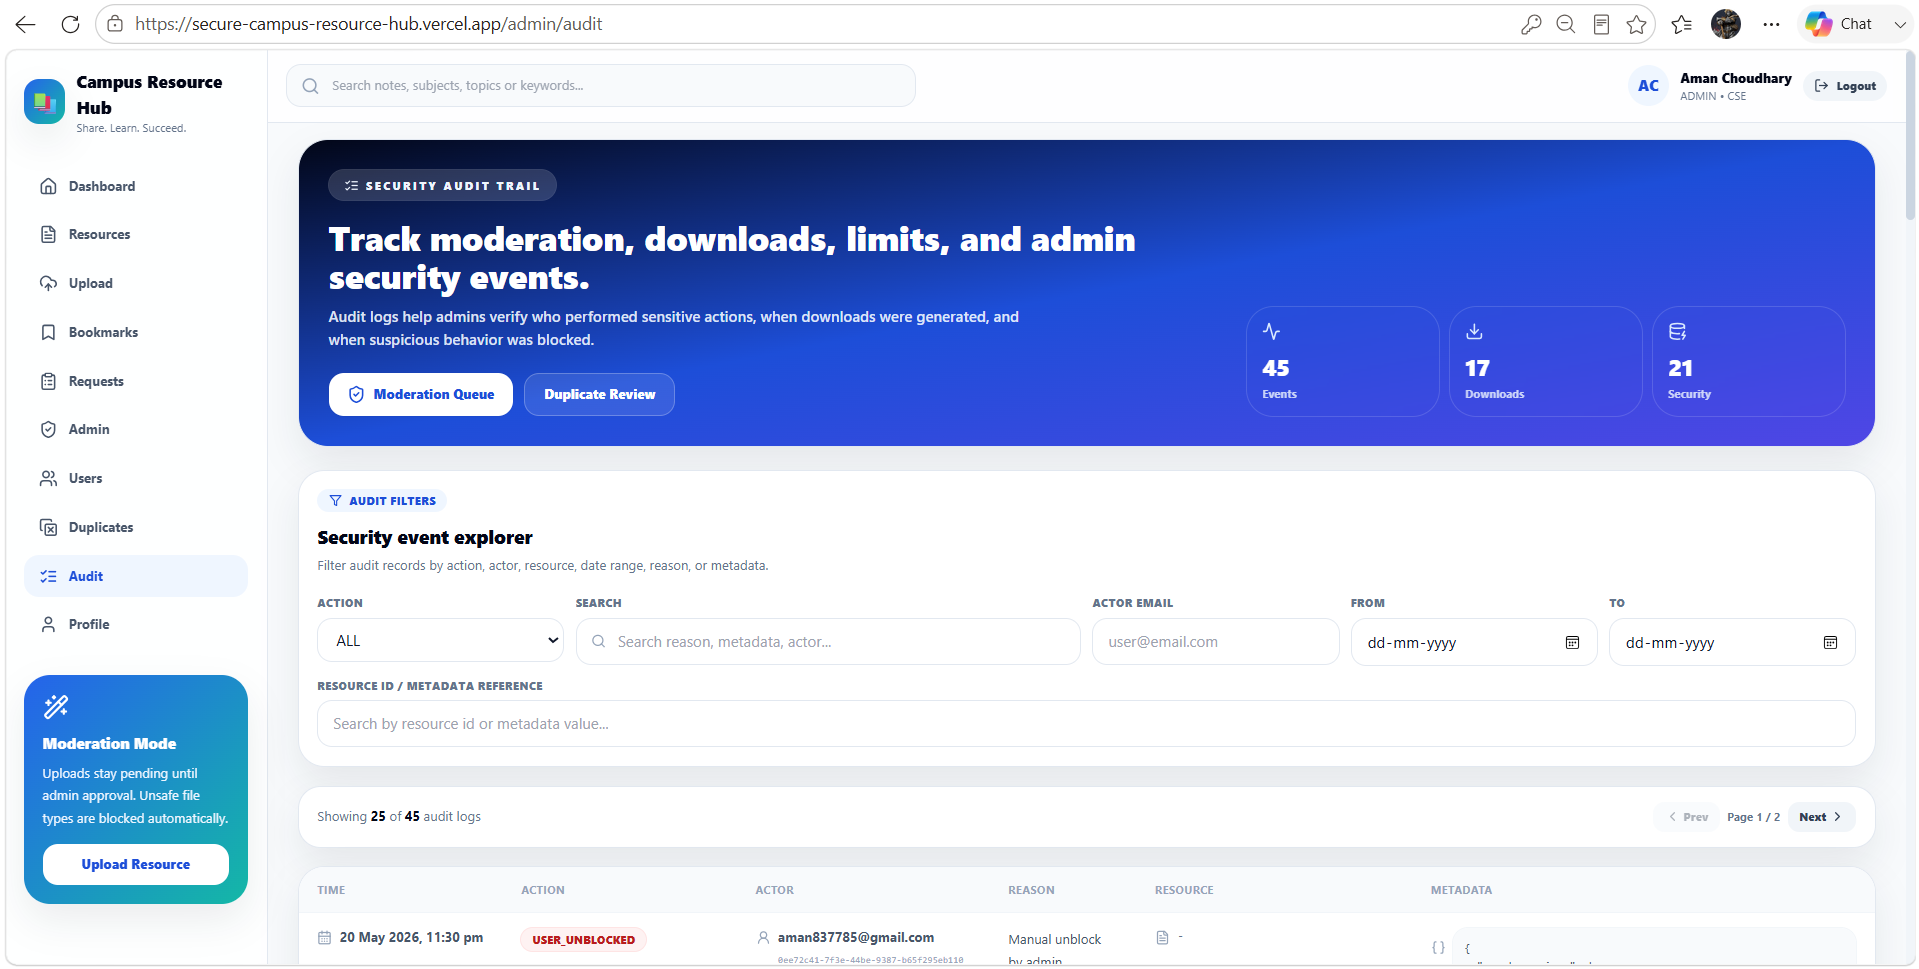 https://secure-campus-resource-hub.vercel.app/admin/audit
Chat
Campus Resource
Hub
Share. Learn. Succeed.
Search notes, subjects, topics or keywords...
AC
Aman Choudhary
ADMIN • CSE
Logout
Dashboard
Resources
Upload
Bookmarks
Requests
Admin
Users
Duplicates
Audit
Profile
Moderation Mode
Uploads stay pending until
admin approval. Unsafe file
types are blocked automatically.
Upload Resource
SECURITY AUDIT TRAIL
Track moderation, downloads, limits, and admin
security events.
Audit logs help admins verify who performed sensitive actions, when downloads were generated, and
when suspicious behavior was blocked.
Moderation Queue
Duplicate Review
45
Events
17
Downloads
21
Security
AUDIT FILTERS
Security event explorer
Filter audit records by action, actor, resource, date range, reason, or metadata.
ACTION
SEARCH
ACTOR EMAIL
FROM
TO
ALL
Search reason, metadata, actor...
user@email.com
dd-mm-yyyy
dd-mm-yyyy
RESOURCE ID / METADATA REFERENCE
Search by resource id or metadata value...
Showing 25 of 45 audit logs
Prev
Page 1 / 2
Next
TIME
ACTION
ACTOR
REASON
RESOURCE
METADATA
20 May 2026, 11:30 pm
USER_UNBLOCKED
aman837785@gmail.com
0ee72c41-7f3e-44be-9387-b65f295eb110
Manual unblock
by admin
-
{